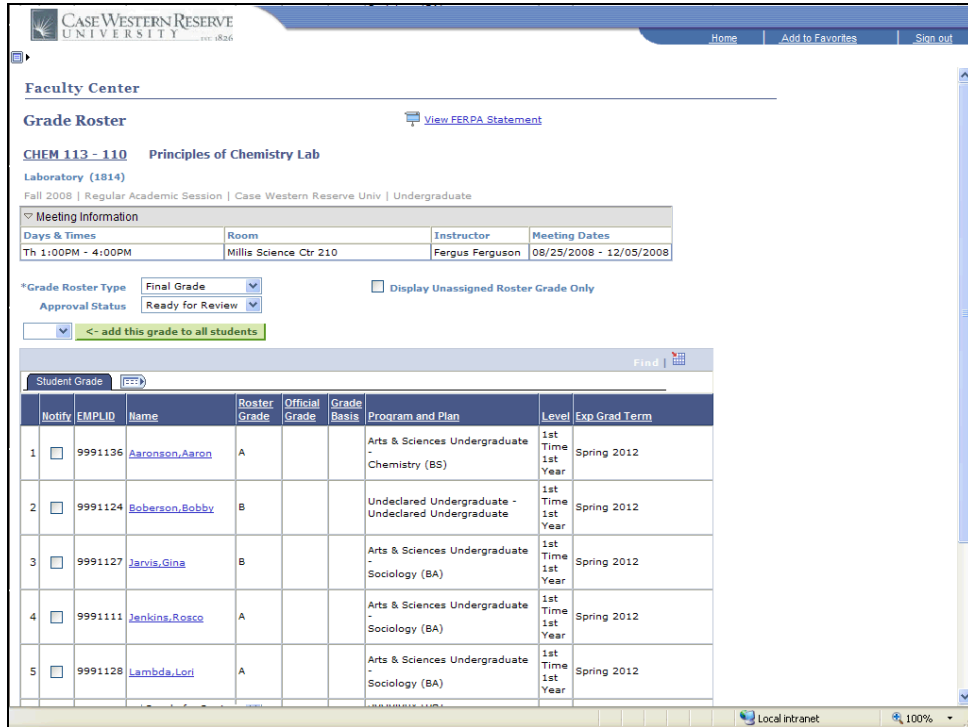 CASE WESTERN RESERVE
UNIVERSITY EST. 1826
Home Add to Favorites Sign out
Faculty Center
Grade Roster View FERPA Statement
CHEM 113 - 110 Principles of Chemistry Lab
Laboratory (1814)
Fall 2008 | Regular Academic Session | Case Western Reserve Univ | Undergraduate
Meeting Information
Days & Times Room Instructor Meeting Dates
Th 1:00PM - 4:00PM Millis Science Ctr 210 Fergus Ferguson 08/25/2008 - 12/05/2008
*Grade Roster Type Final Grade Display Unassigned Roster Grade Only
Approval Status Ready for Review
<- add this grade to all students
Find |
Student Grade
Notify EMPLID Name Roster Grade Official Grade Grade Basis Program and Plan Level Exp Grad Term
1 9991136 Aaronson,Aaron A Arts & Sciences Undergraduate - Chemistry (BS) 1st Time 1st Year Spring 2012
2 9991124 Boberson,Bobby B Undeclared Undergraduate - Undeclared Undergraduate 1st Time 1st Year Spring 2012
3 9991127 Jarvis,Gina B Arts & Sciences Undergraduate - Sociology (BA) 1st Time 1st Year Spring 2012
4 9991111 Jenkins,Rosco A Arts & Sciences Undergraduate - Sociology (BA) 1st Time 1st Year Spring 2012
5 9991128 Lambda,Lori A Arts & Sciences Undergraduate - Sociology (BA) 1st Time 1st Year Spring 2012
Local intranet 100%